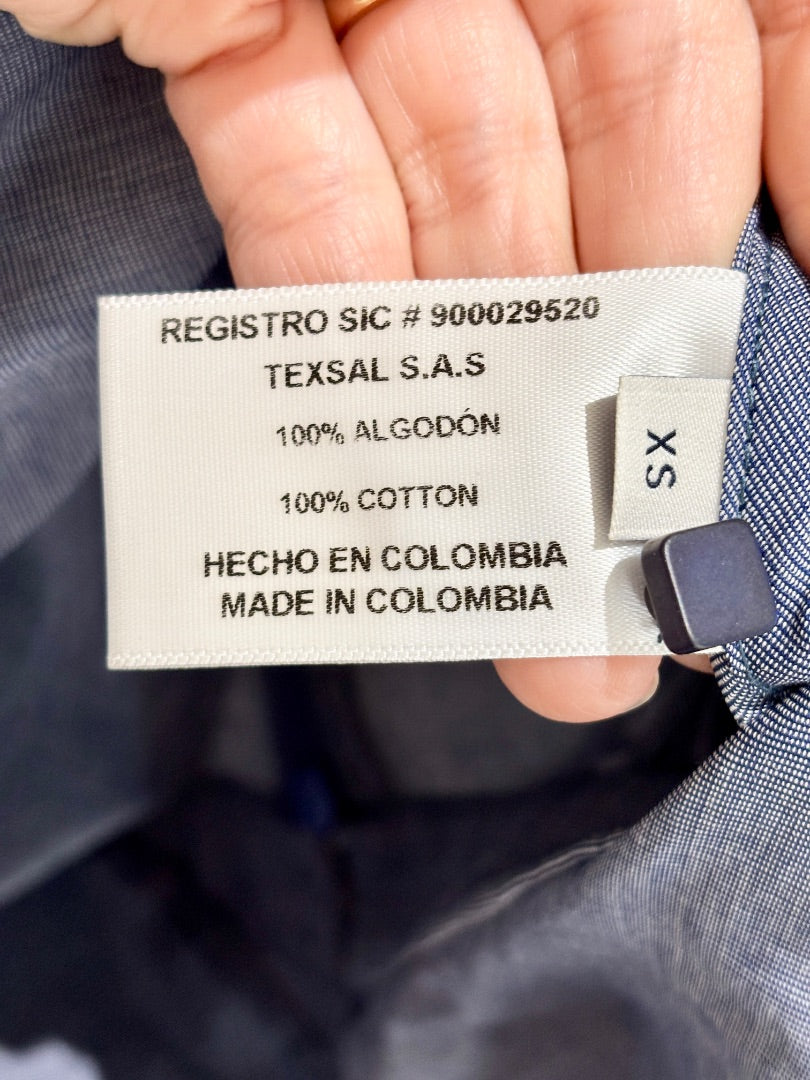 REGISTRO SIC # 900029520
TEXSAL S.A.S
100% ALGODÓN
100% COTTON
HECHO EN COLOMBIA
MADE IN COLOMBIA
XS